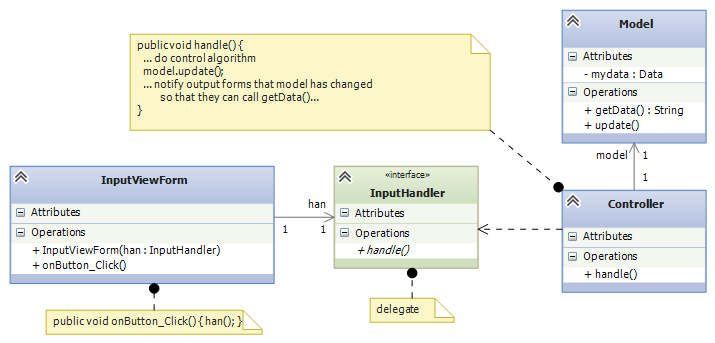 public void handle() {
... do control algorithm
model.update();
... notify output forms that model has changed
so that they can call getData()...
}
Model
Attributes
- mydata : Data
Operations
+ getData() : String
+ update()
model 1
1
InputViewForm
Attributes
Operations
+ InputViewForm(han : InputHandler)
+ onButton_Click()
han
1 1
«interface»
InputHandler
Attributes
Operations
+ handle()
Controller
Attributes
Operations
+ handle()
public void onButton_Click() { han(); }
delegate